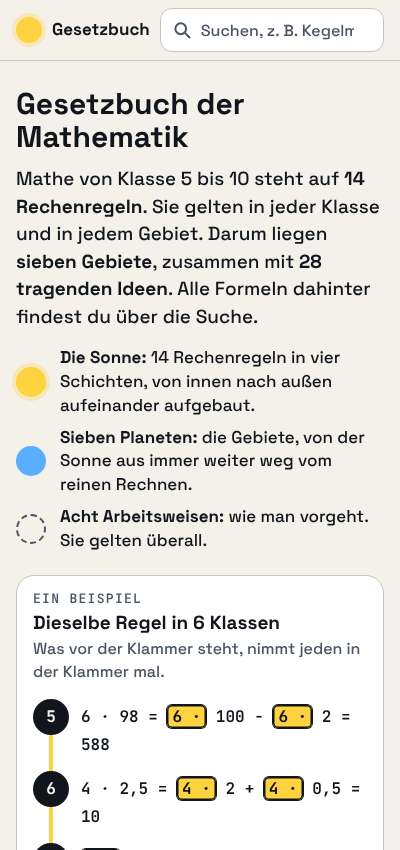 Gesetzbuch
Suchen, z. B. Kegelm
Gesetzbuch der
Mathematik
Mathe von Klasse 5 bis 10 steht auf 14
Rechenregeln. Sie gelten in jeder Klasse
und in jedem Gebiet. Darum liegen
sieben Gebiete, zusammen mit 28
tragenden Ideen. Alle Formeln dahinter
findest du über die Suche.
Die Sonne: 14 Rechenregeln in vier
Schichten, von innen nach außen
aufeinander aufgebaut.
Sieben Planeten: die Gebiete, von der
Sonne aus immer weiter weg vom
reinen Rechnen.
Acht Arbeitsweisen: wie man vorgeht.
Sie gelten überall.
EIN BEISPIEL
Dieselbe Regel in 6 Klassen
Was vor der Klammer steht, nimmt jeden in
der Klammer mal.
5 6 · 98 = 6 · 100 - 6 · 2 =
588
6 4 · 2,5 = 4 · 2 + 4 · 0,5 =
10